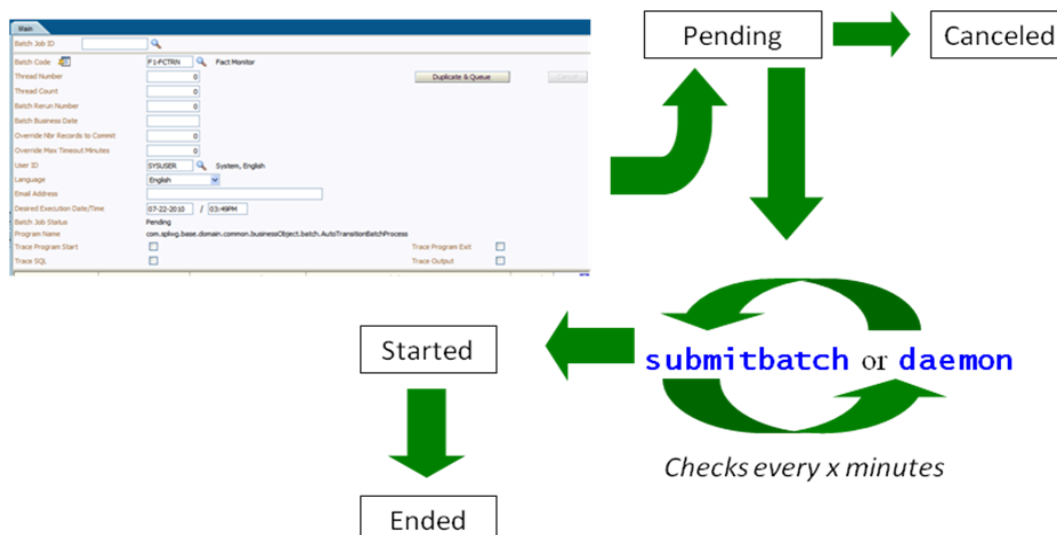 Main
Batch Job ID
Batch Code F1-FCTRN Fact Monitor
Thread Number 0 Duplicate & Queue Cancel
Thread Count 0
Batch Rerun Number 0
Batch Business Date
Override Nbr Records to Commit 0
Override Max Timeout Minutes 0
User ID SYSUSER System, English
Language English
Email Address
Desired Execution Date/Time 07-22-2010 / 03:49PM
Batch Job Status Pending
Program Name com.splwg.base.domain.common.businessObject.batch.AutoTransitionBatchProcess
Trace Program Start Trace Program Exit
Trace SQL Trace Output
Pending
Canceled
submitbatch or daemon
Checks every x minutes
Started
Ended